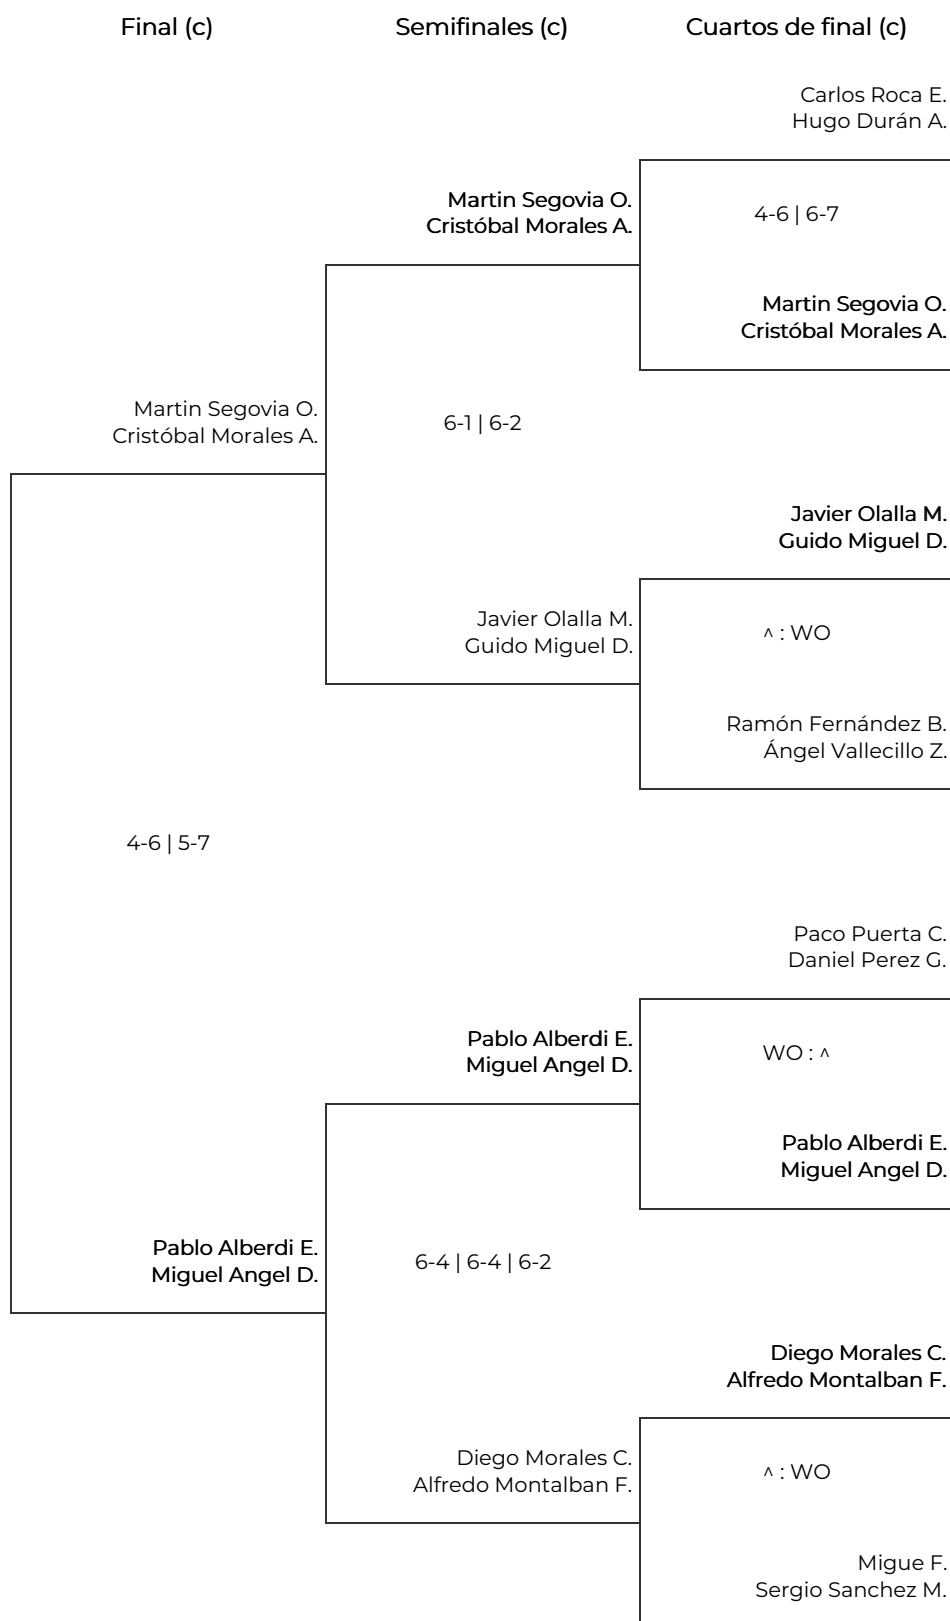 Final (c)
Semifinales (c)
Cuartos de final (c)
Carlos Roca E.
Hugo Durán A.
Martin Segovia O.
Cristóbal Morales A.
4-6 | 6-7
Martin Segovia O.
Cristóbal Morales A.
Martin Segovia O.
Cristóbal Morales A.
6-1 | 6-2
Javier Olalla M.
Guido Miguel D.
Javier Olalla M.
Guido Miguel D.
^ : WO
Ramón Fernández B.
Ángel Vallecillo Z.
4-6 | 5-7
Paco Puerta C.
Daniel Perez G.
Pablo Alberdi E.
Miguel Angel D.
WO : ^
Pablo Alberdi E.
Miguel Angel D.
Pablo Alberdi E.
Miguel Angel D.
6-4 | 6-4 | 6-2
Diego Morales C.
Alfredo Montalban F.
Diego Morales C.
Alfredo Montalban F.
^ : WO
Migue F.
Sergio Sanchez M.